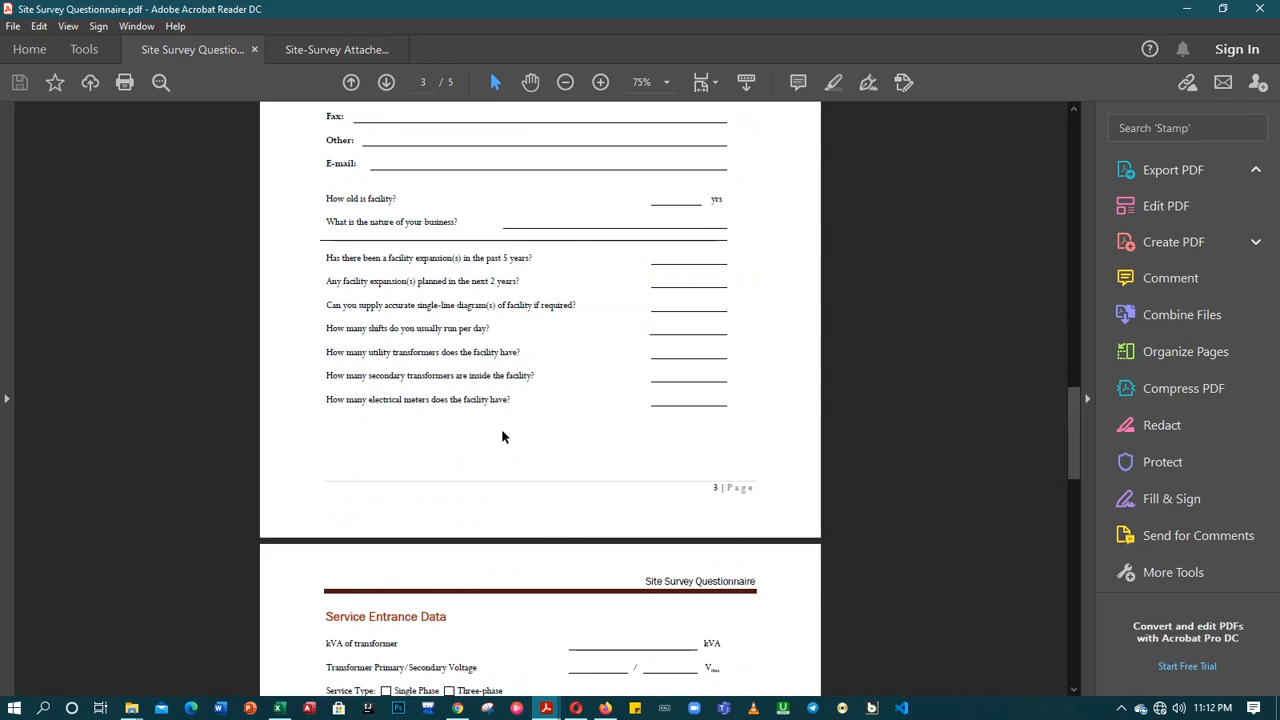 Site Survey Questionnaire.pdf - Adobe Acrobat Reader DC
File Edit View Sign Window Help
Home Tools Site Survey Questio... × Site-Survey Attache... Sign In
3 / 5 75%
Fax:
Other:
E-mail:
How old is facility? yrs
What is the nature of your business?
Has there been a facility expansion(s) in the past 5 years?
Any facility expansion(s) planned in the next 2 years?
Can you supply accurate single-line diagram(s) of facility if required?
How many shifts do you usually run per day?
How many utility transformers does the facility have?
How many secondary transformers are inside the facility?
How many electrical meters does the facility have?
3 | Page
Site Survey Questionnaire
Service Entrance Data
kVA of transformer kVA
Transformer Primary/Secondary Voltage / Vrms
Service Type: Single Phase Three-phase
Search 'Stamp'
Export PDF
Edit PDF
Create PDF
Comment
Combine Files
Organize Pages
Compress PDF
Redact
Protect
Fill & Sign
Send for Comments
More Tools
Convert and edit PDFs
with Acrobat Pro DC
Start Free Trial
11:12 PM